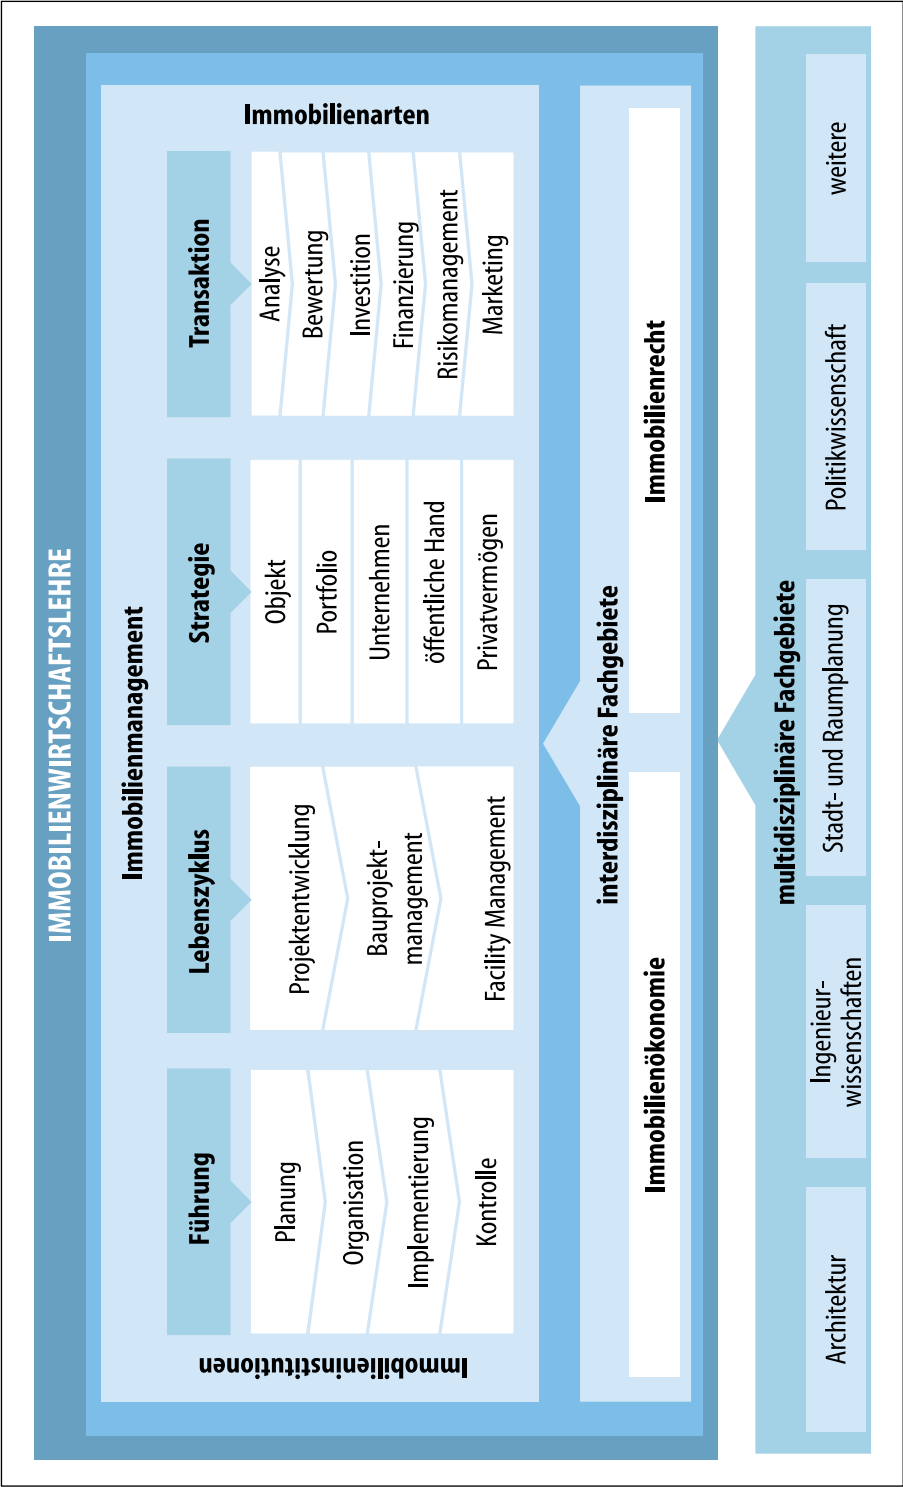 IMMOBILIENWIRTSCHAFTSLEHRE
Immobilienmanagement
Immobilieninstitutionen
Führung
Planung
Organisation
Implementierung
Kontrolle
Lebenszyklus
Projektentwicklung
Bauprojekt-
management
Facility Management
Strategie
Objekt
Portfolio
Unternehmen
öffentliche Hand
Privatvermögen
Transaktion
Analyse
Bewertung
Investition
Finanzierung
Risikomanagement
Marketing
Immobilienarten
interdisziplinäre Fachgebiete
Immobilienökonomie
Immobilienrecht
multidisziplinäre Fachgebiete
Architektur
Ingenieur-
wissenschaften
Stadt- und Raumplanung
Politikwissenschaft
weitere